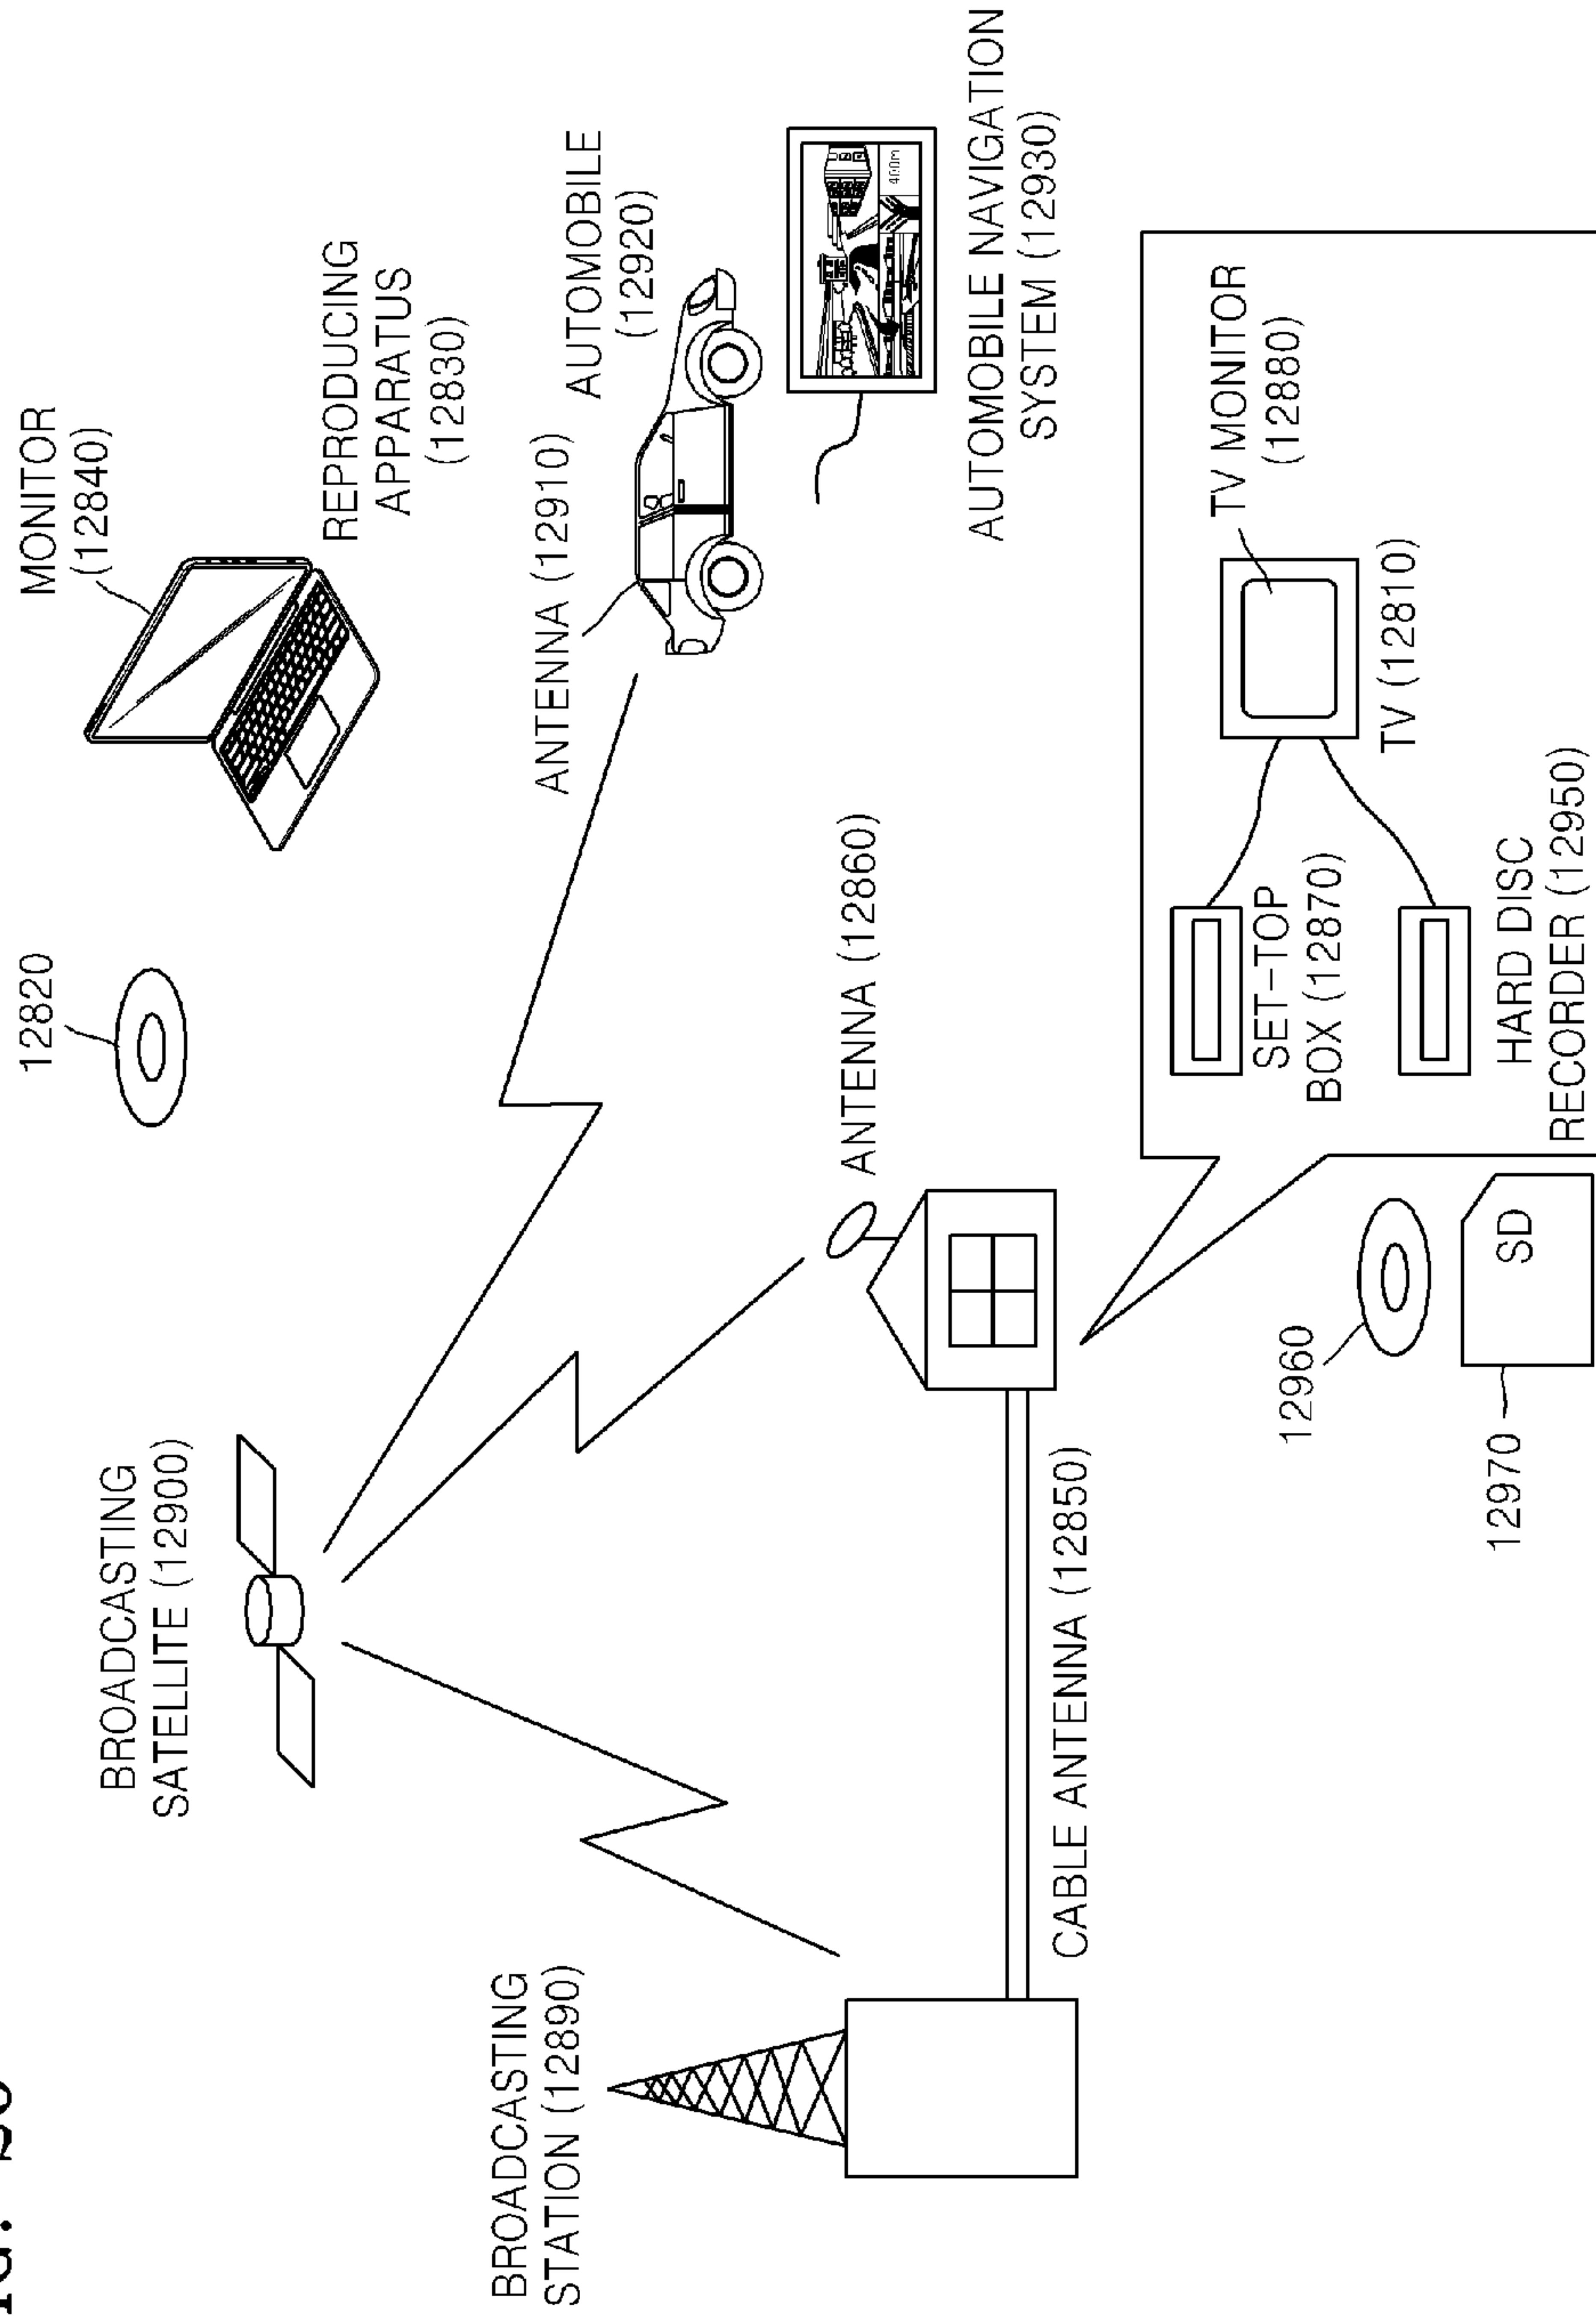 12820
MONITOR
(12840)
REPRODUCING
APPARATUS
(12830)
BROADCASTING
SATELLITE (12900)
ANTENNA (12910)
AUTOMOBILE
(12920)
400m
AUTOMOBILE NAVIGATION
SYSTEM (12930)
BROADCASTING
STATION (12890)
ANTENNA (12860)
CABLE ANTENNA (12850)
TV MONITOR
(12880)
SET-TOP
BOX (12870)
TV (12810)
HARD DISC
RECORDER (12950)
12960
12970
SD